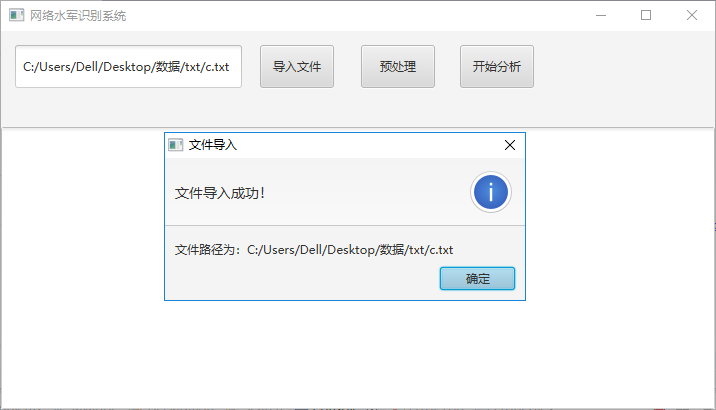 网络水军识别系统
C:/Users/Dell/Desktop/数据/txt/c.txt
导入文件
预处理
开始分析
文件导入
文件导入成功!
i
文件路径为：C:/Users/Dell/Desktop/数据/txt/c.txt
确定